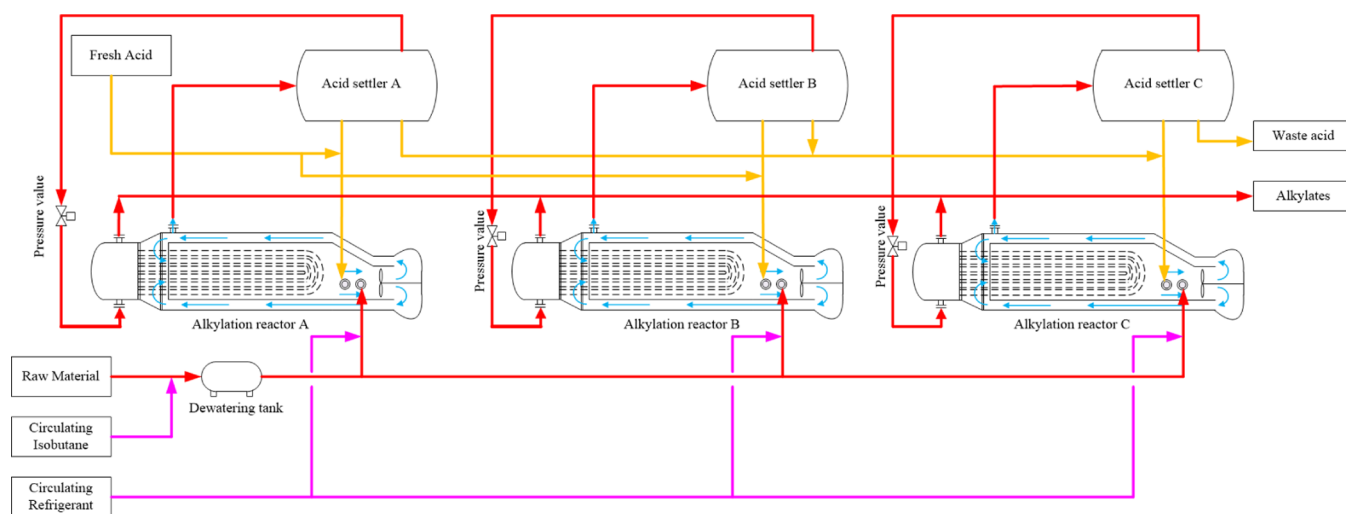 Fresh Acid
Acid settler A
Acid settler B
Acid settler C
Waste acid
Alkylates
Pressure value
Pressure value
Pressure value
Alkylation reactor A
Alkylation reactor B
Alkylation reactor C
Raw Material
Dewatering tank
Circulating
Isobutane
Circulating
Refrigerant